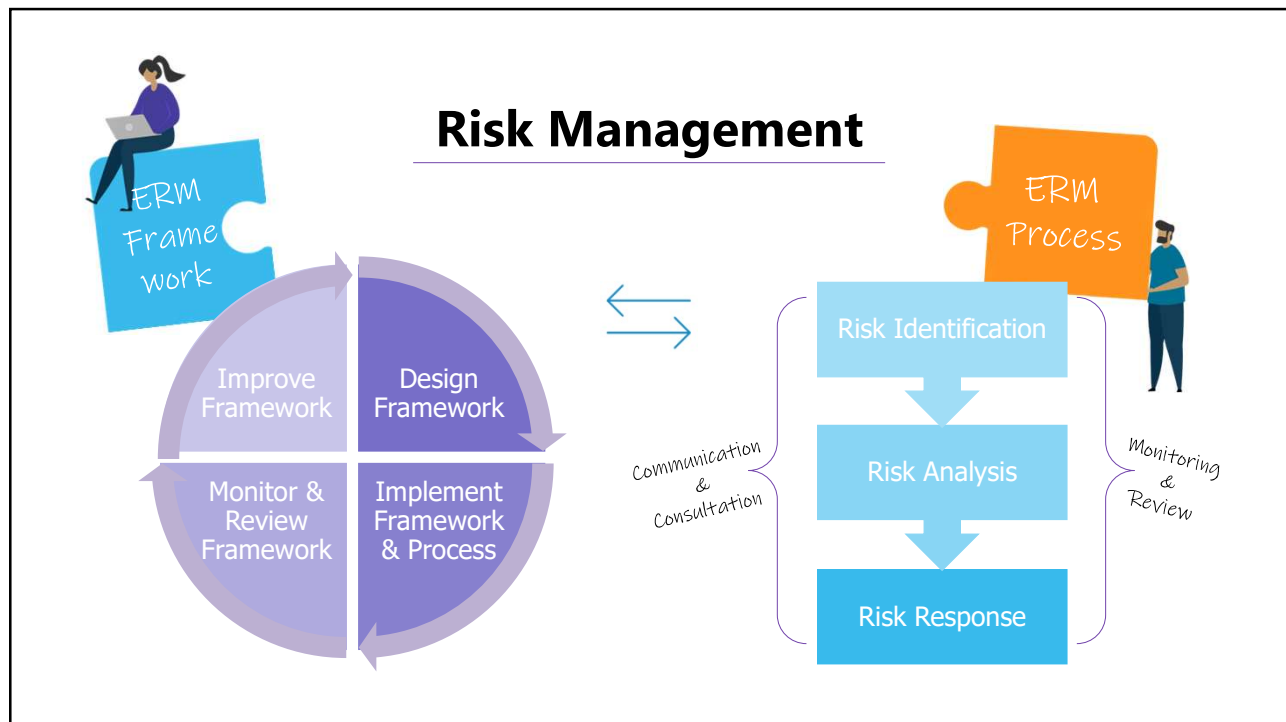 Risk Management
ERM
Frame
work
ERM
Process
Improve
Framework
Design
Framework
Monitor &
Review
Framework
Implement
Framework
& Process
Communication
&
Consultation
Risk Identification
Risk Analysis
Risk Response
Monitoring
&
Review